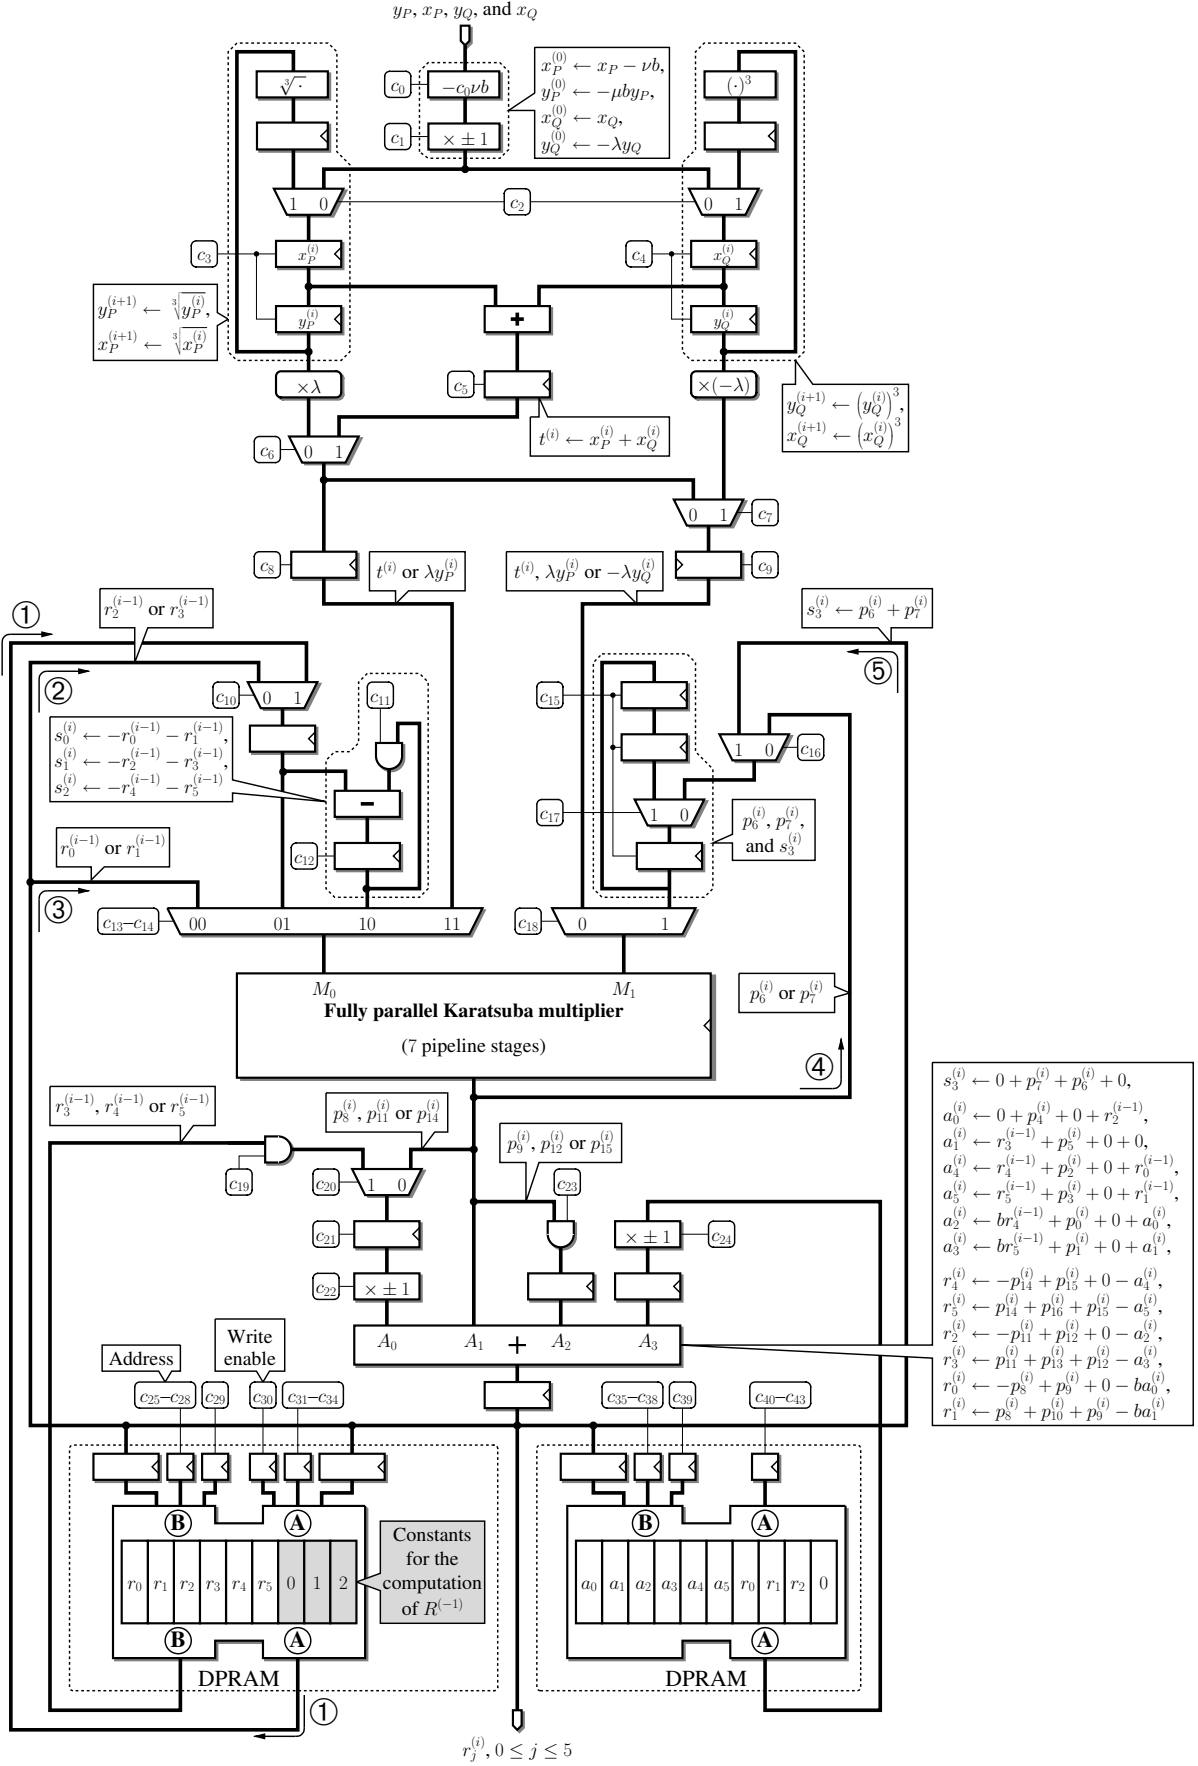 y_P, x_P, y_Q, and x_Q
∛·
c_0
−c_0νb
x_P^{(0)} ← x_P − νb,
y_P^{(0)} ← −μby_P,
x_Q^{(0)} ← x_Q,
y_Q^{(0)} ← −λy_Q
(·)^3
c_1
× ± 1
1 0
c_2
0 1
c_3
x_P^{(i)}
c_4
x_Q^{(i)}
y_P^{(i+1)} ← ∛(y_P^{(i)}),
x_P^{(i+1)} ← ∛(x_P^{(i)})
y_P^{(i)}
+
y_Q^{(i)}
×λ
c_5
×(−λ)
t^{(i)} ← x_P^{(i)} + x_Q^{(i)}
y_Q^{(i+1)} ← (y_Q^{(i)})^3,
x_Q^{(i+1)} ← (x_Q^{(i)})^3
c_6
0 1
0 1
c_7
c_8
t^{(i)} or λy_P^{(i)}
t^{(i)}, λy_P^{(i)} or −λy_Q^{(i)}
c_9
①
r_2^{(i−1)} or r_3^{(i−1)}
s_3^{(i)} ← p_6^{(i)} + p_7^{(i)}
⑤
②
c_10
0 1
c_11
c_15
s_0^{(i)} ← −r_0^{(i−1)} − r_1^{(i−1)},
s_1^{(i)} ← −r_2^{(i−1)} − r_3^{(i−1)},
s_2^{(i)} ← −r_4^{(i−1)} − r_5^{(i−1)}
1 0
c_16
−
c_17
1 0
p_6^{(i)}, p_7^{(i)},
and s_3^{(i)}
r_0^{(i−1)} or r_1^{(i−1)}
c_12
③
c_13–c_14
00 01 10 11
c_18
0 1
M_0 M_1
Fully parallel Karatsuba multiplier
(7 pipeline stages)
p_6^{(i)} or p_7^{(i)}
④
r_3^{(i−1)}, r_4^{(i−1)} or r_5^{(i−1)}
p_8^{(i)}, p_11^{(i)} or p_14^{(i)}
p_9^{(i)}, p_12^{(i)} or p_15^{(i)}
c_19
c_20
1 0
c_23
c_21
× ± 1
c_24
c_22
× ± 1
A_0 A_1 + A_2 A_3
s_3^{(i)} ← 0 + p_7^{(i)} + p_6^{(i)} + 0,
a_0^{(i)} ← 0 + p_4^{(i)} + 0 + r_2^{(i−1)},
a_1^{(i)} ← r_3^{(i−1)} + p_5^{(i)} + 0 + 0,
a_4^{(i)} ← r_4^{(i−1)} + p_2^{(i)} + 0 + r_0^{(i−1)},
a_5^{(i)} ← r_5^{(i−1)} + p_3^{(i)} + 0 + r_1^{(i−1)},
a_2^{(i)} ← br_4^{(i−1)} + p_0^{(i)} + 0 + a_0^{(i)},
a_3^{(i)} ← br_5^{(i−1)} + p_1^{(i)} + 0 + a_1^{(i)},
r_4^{(i)} ← −p_14^{(i)} + p_15^{(i)} + 0 − a_4^{(i)},
r_5^{(i)} ← p_14^{(i)} + p_16^{(i)} + p_15^{(i)} − a_5^{(i)},
r_2^{(i)} ← −p_11^{(i)} + p_12^{(i)} + 0 − a_2^{(i)},
r_3^{(i)} ← p_11^{(i)} + p_13^{(i)} + p_12^{(i)} − a_3^{(i)},
r_0^{(i)} ← −p_8^{(i)} + p_9^{(i)} + 0 − ba_0^{(i)},
r_1^{(i)} ← p_8^{(i)} + p_10^{(i)} + p_9^{(i)} − ba_1^{(i)}
Address
Write
enable
c_25–c_28
c_29
c_30
c_31–c_34
c_35–c_38
c_39
c_40–c_43
B A
B A
r_0 r_1 r_2 r_3 r_4 r_5 0 1 2
Constants
for the
computation
of R^{(−1)}
a_0 a_1 a_2 a_3 a_4 a_5 r_0 r_1 r_2 0
B A
A
DPRAM
DPRAM
①
r_j^{(i)}, 0 ≤ j ≤ 5